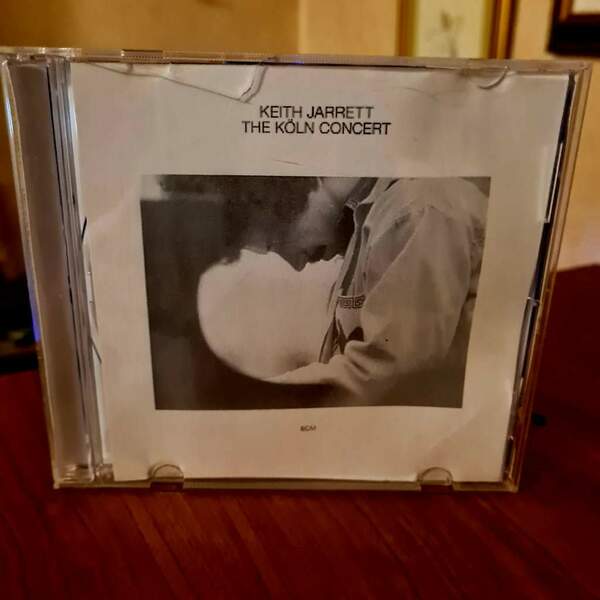 KEITH JARRETT
THE KÖLN CONCERT
ECM